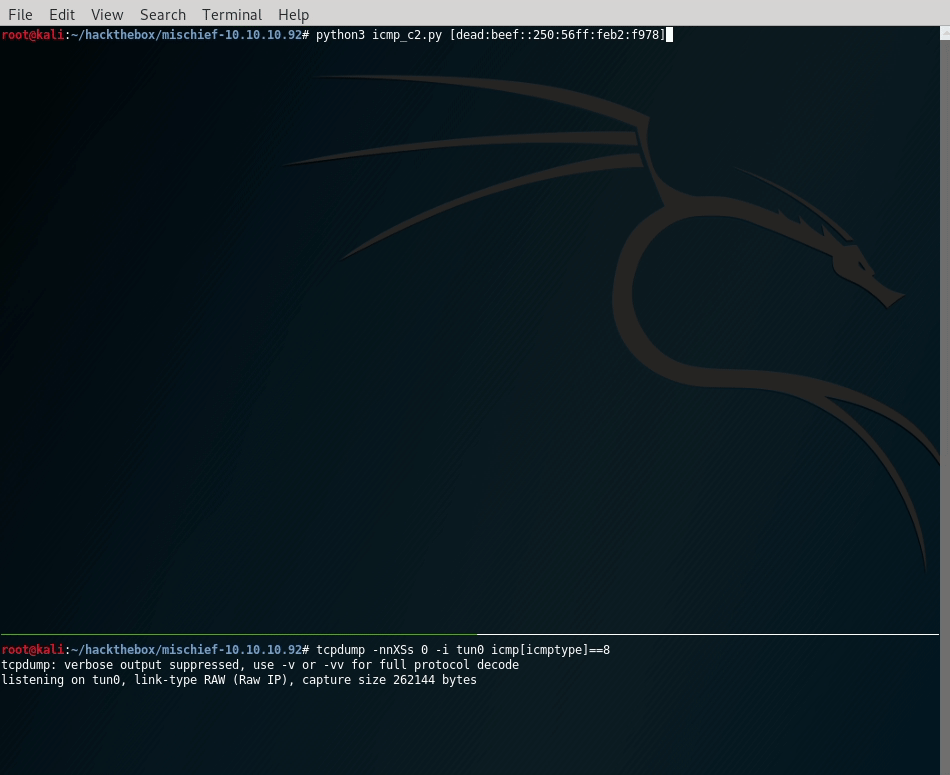 File Edit View Search Terminal Help
root@kali:~/hackthebox/mischief-10.10.10.92# python3 icmp_c2.py [dead:beef::250:56ff:feb2:f978]
root@kali:~/hackthebox/mischief-10.10.10.92# tcpdump -nnXSs 0 -i tun0 icmp[icmptype]==8
tcpdump: verbose output suppressed, use -v or -vv for full protocol decode
listening on tun0, link-type RAW (Raw IP), capture size 262144 bytes